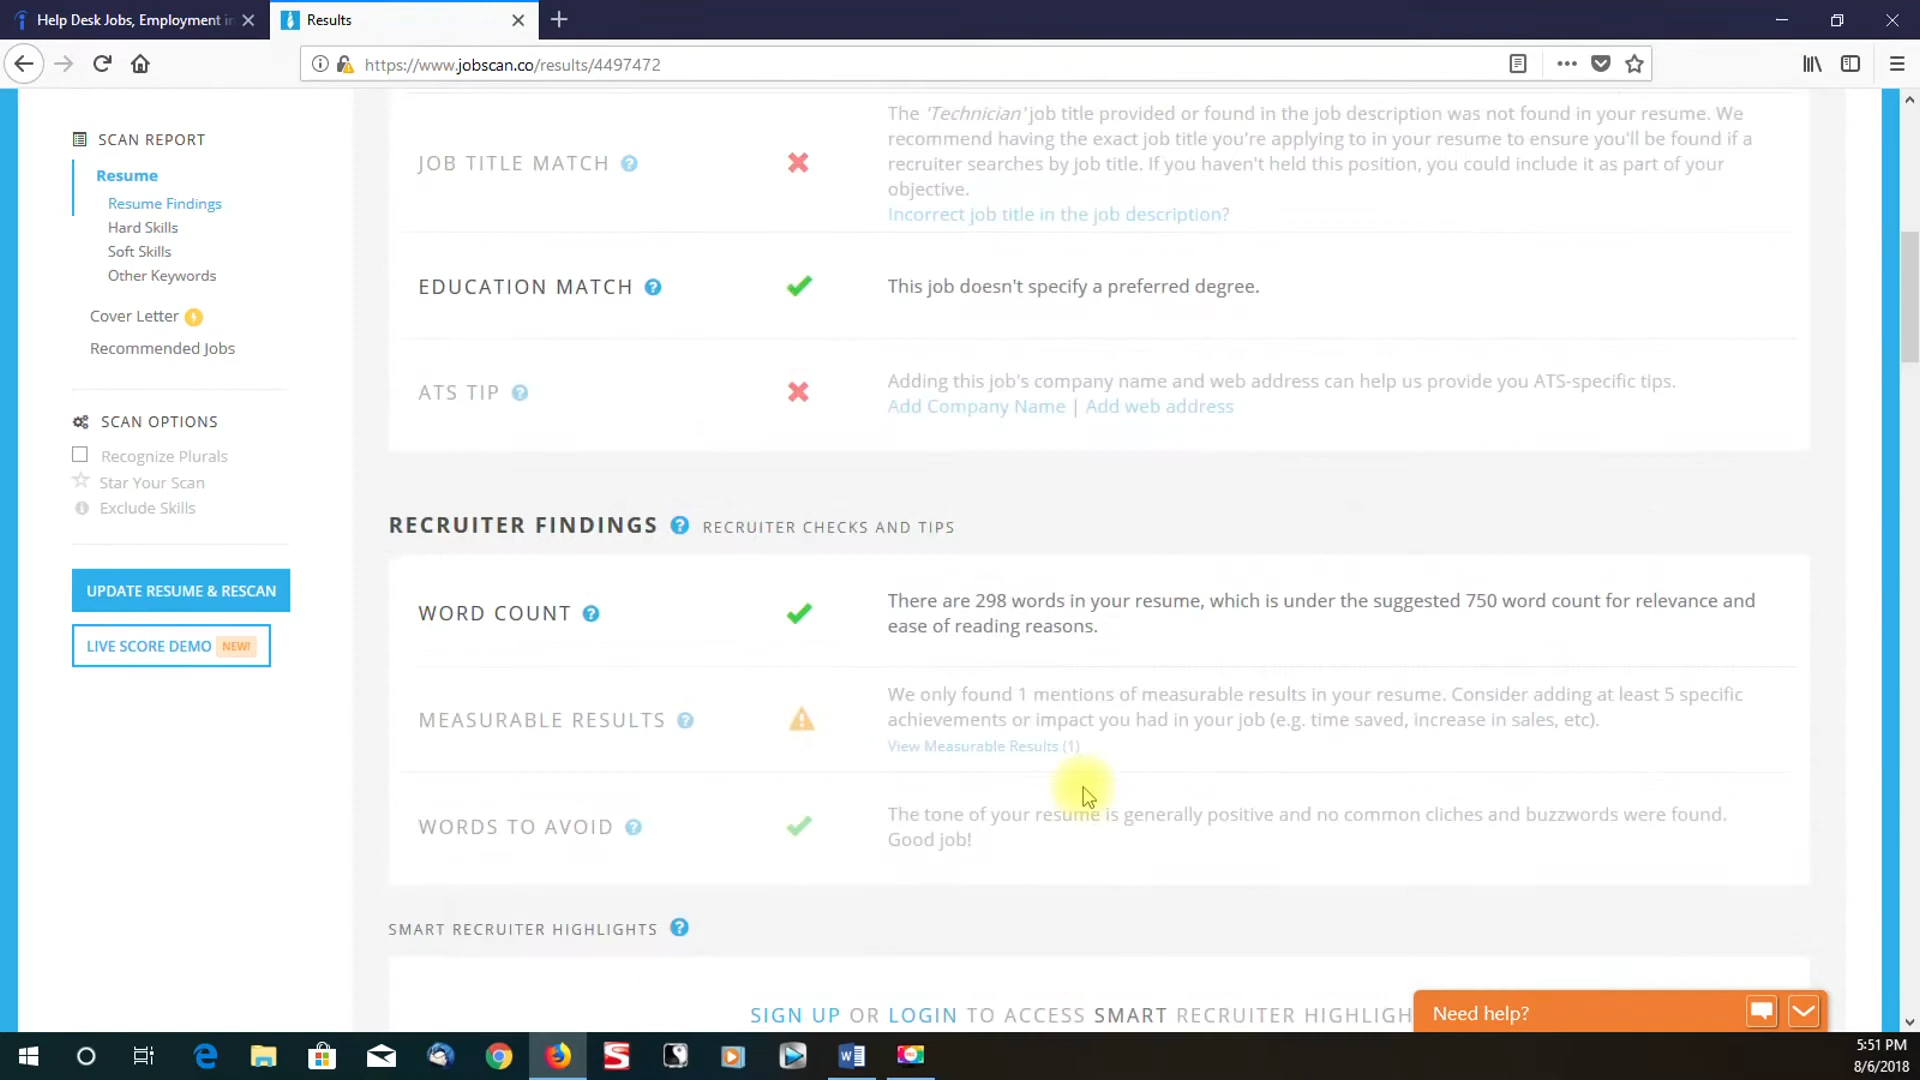 Help Desk Jobs, Employment in
Results
https://www.jobscan.co/results/4497472
SCAN REPORT
Resume
Resume Findings
Hard Skills
Soft Skills
Other Keywords
Cover Letter
Recommended Jobs
SCAN OPTIONS
Recognize Plurals
Star Your Scan
Exclude Skills
UPDATE RESUME & RESCAN
LIVE SCORE DEMO NEW!
JOB TITLE MATCH ?
The 'Technician' job title provided or found in the job description was not found in your resume. We
recommend having the exact job title you're applying to in your resume to ensure you'll be found if a
recruiter searches by job title. If you haven't held this position, you could include it as part of your
objective.
Incorrect job title in the job description?
EDUCATION MATCH ?
This job doesn't specify a preferred degree.
ATS TIP ?
Adding this job's company name and web address can help us provide you ATS-specific tips.
Add Company Name | Add web address
RECRUITER FINDINGS ? RECRUITER CHECKS AND TIPS
WORD COUNT ?
There are 298 words in your resume, which is under the suggested 750 word count for relevance and
ease of reading reasons.
MEASURABLE RESULTS ?
We only found 1 mentions of measurable results in your resume. Consider adding at least 5 specific
achievements or impact you had in your job (e.g. time saved, increase in sales, etc).
View Measurable Results (1)
WORDS TO AVOID ?
The tone of your resume is generally positive and no common cliches and buzzwords were found.
Good job!
SMART RECRUITER HIGHLIGHTS ?
SIGN UP OR LOGIN TO ACCESS SMART RECRUITER HIGHLIGH
Need help?
5:51 PM
8/6/2018